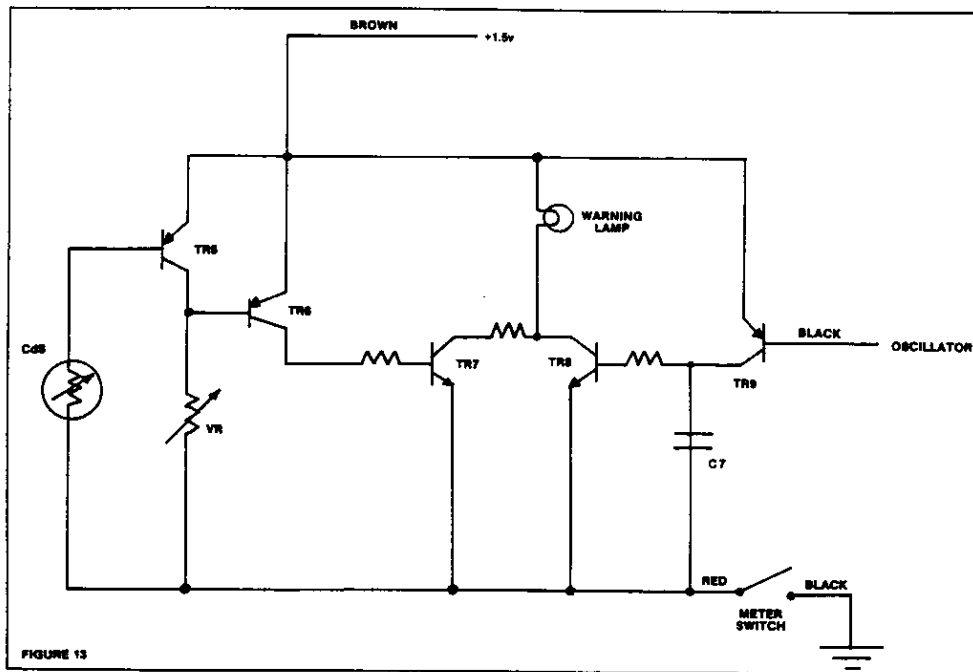 BROWN
+1.5v
WARNING
LAMP
TR5
TR6
CdS
TR7
TR8
BLACK
OSCILLATOR
TR9
VR
C7
RED
BLACK
METER
SWITCH
FIGURE 13